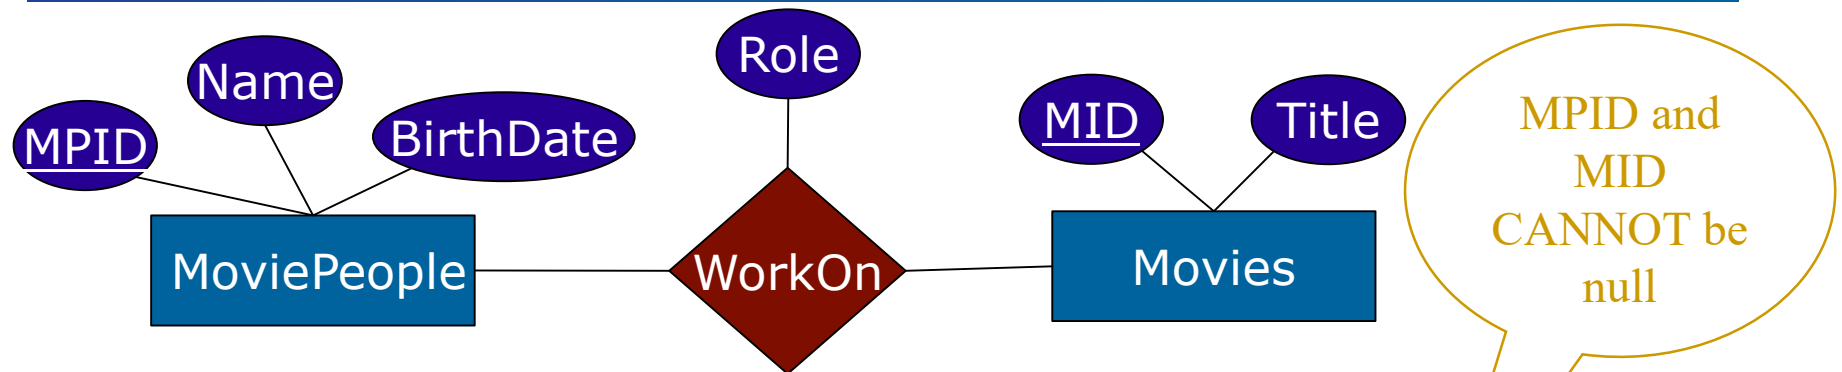 Role
Name
MPID
BirthDate
MID
Title
MoviePeople
WorkOn
Movies
MPID and
MID
CANNOT be
null